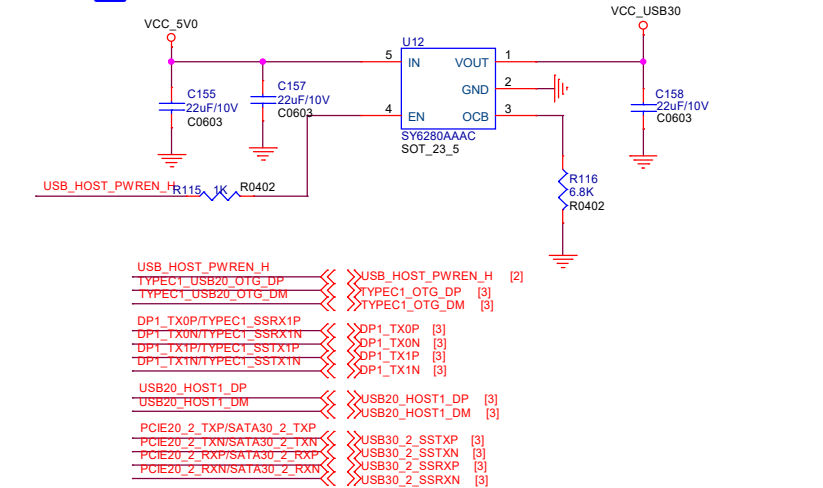 VCC_5V0
VCC_USB30
U12
5 IN VOUT 1
C155
22uF/10V
C0603
C157
22uF/10V
C0603
GND 2
C158
22uF/10V
C0603
4 EN OCB 3
SY6280AAAC
SOT_23_5
USB_HOST_PWREN_H R115 1K R0402
R116
6.8K
R0402
USB_HOST_PWREN_H USB_HOST_PWREN_H [2]
TYPEC1_USB20_OTG_DP TYPEC1_OTG_DP [3]
TYPEC1_USB20_OTG_DM TYPEC1_OTG_DM [3]
DP1_TX0P/TYPEC1_SSRX1P DP1_TX0P [3]
DP1_TX0N/TYPEC1_SSRX1N DP1_TX0N [3]
DP1_TX1P/TYPEC1_SSTX1P DP1_TX1P [3]
DP1_TX1N/TYPEC1_SSTX1N DP1_TX1N [3]
USB20_HOST1_DP USB20_HOST1_DP [3]
USB20_HOST1_DM USB20_HOST1_DM [3]
PCIE20_2_TXP/SATA30_2_TXP USB30_2_SSTXP [3]
PCIE20_2_TXN/SATA30_2_TXN USB30_2_SSTXN [3]
PCIE20_2_RXP/SATA30_2_RXP USB30_2_SSRXP [3]
PCIE20_2_RXN/SATA30_2_RXN USB30_2_SSRXN [3]